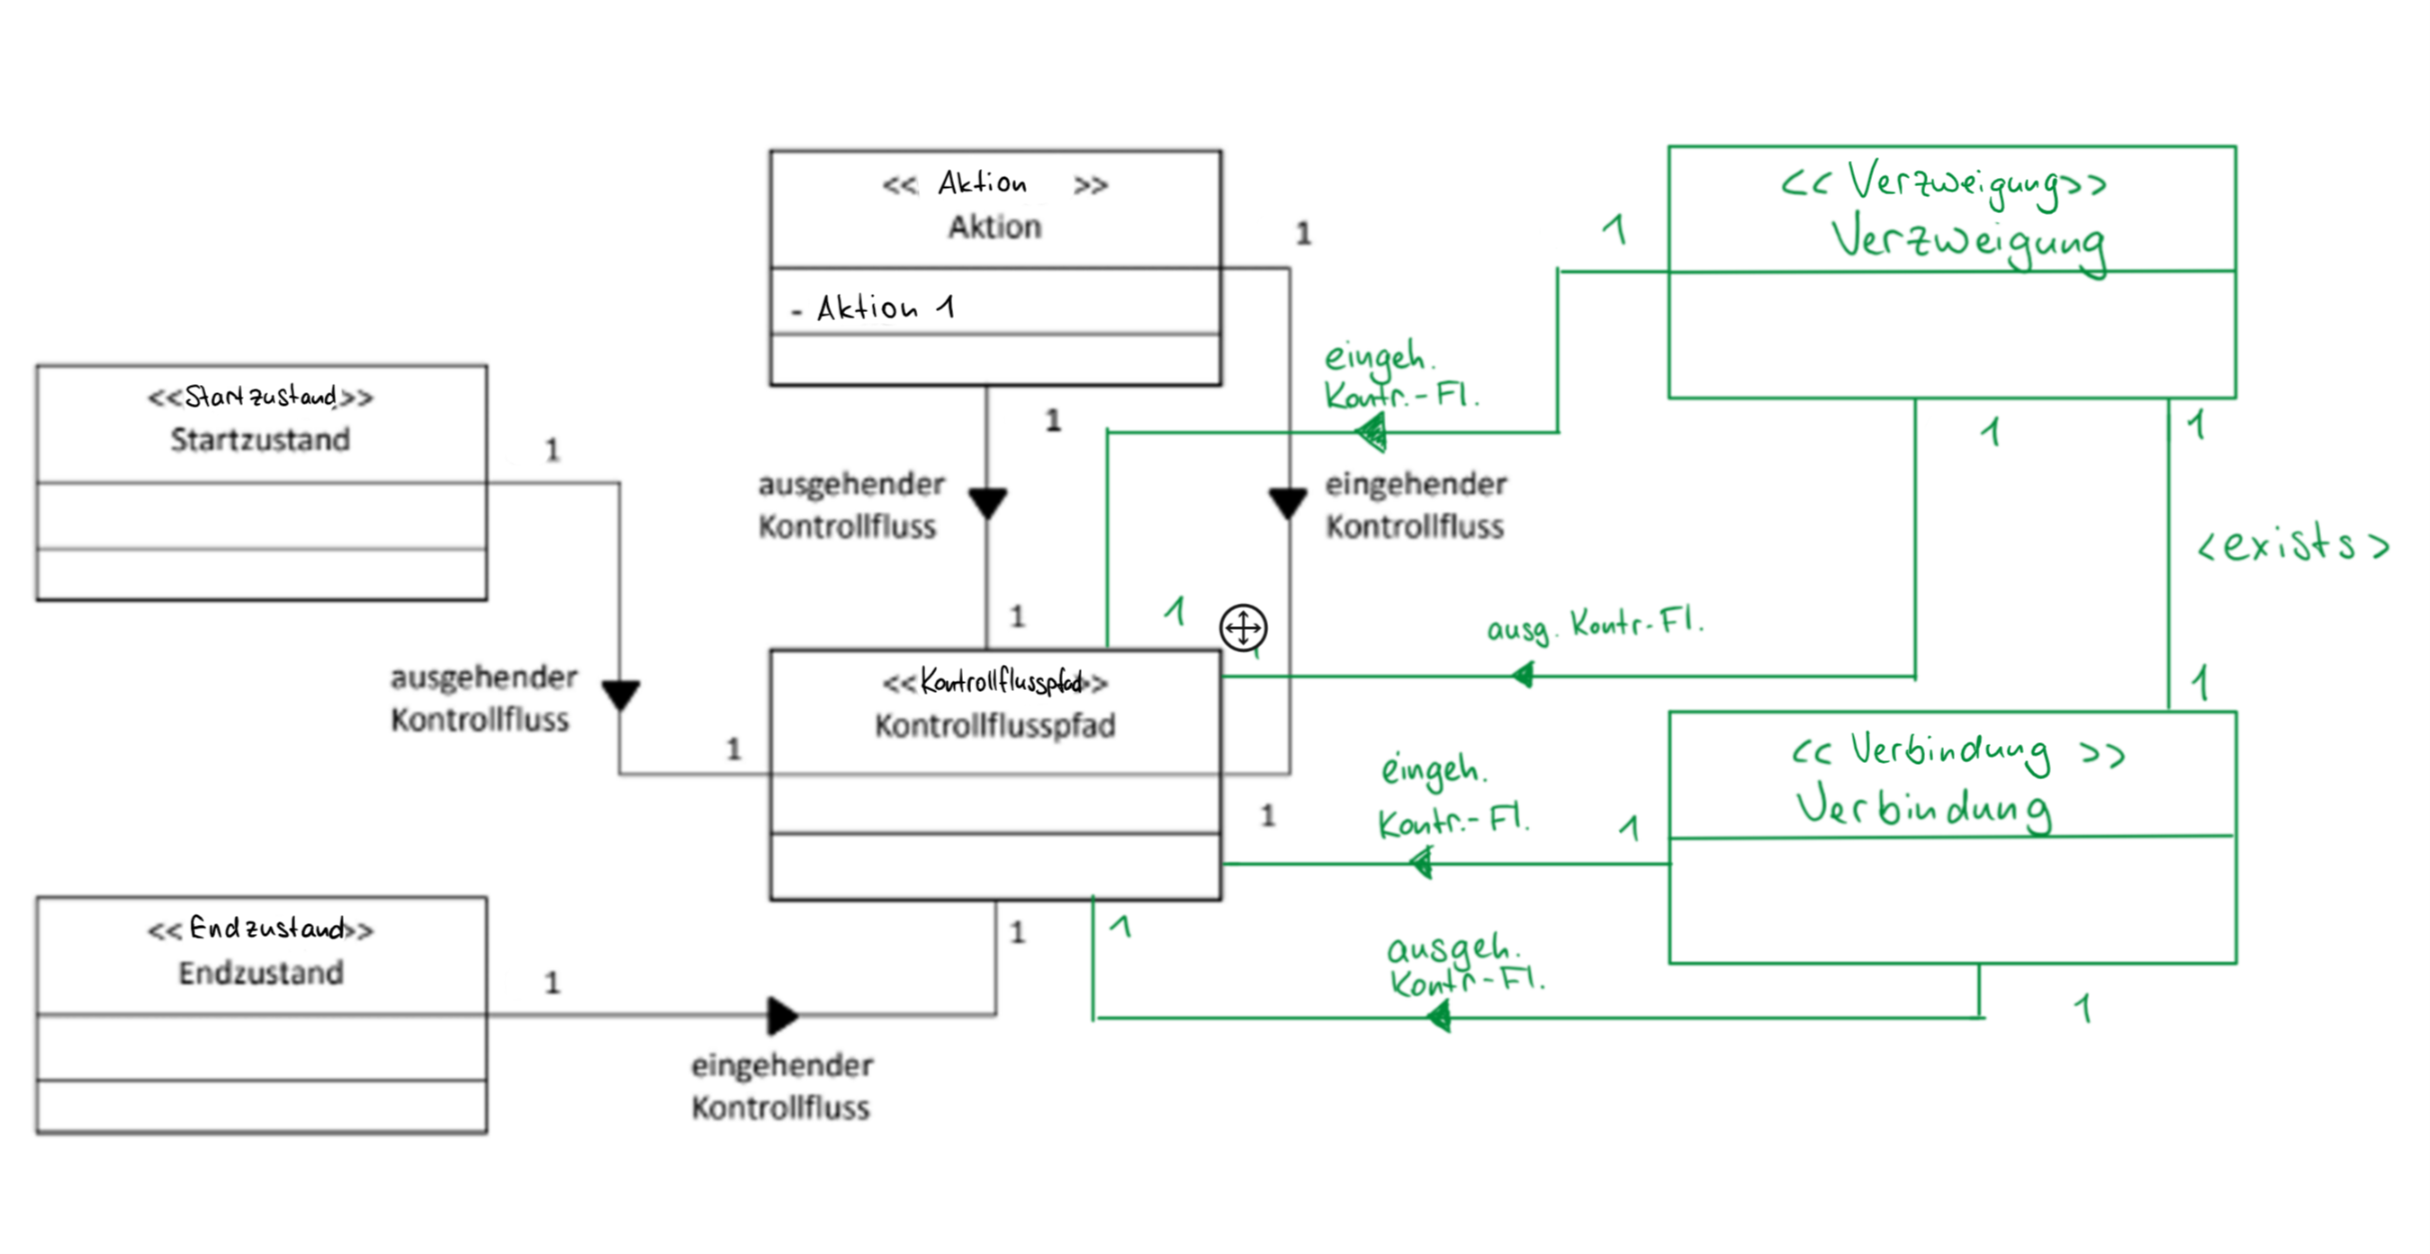 << Aktion >>
Aktion
- Aktion 1
1
1
ausgehender
Kontrollfluss
1
eingehender
Kontrollfluss
1
<<Startzustand>>
Startzustand
1
ausgehender
Kontrollfluss
1
<<Kontrollflusspfad>>
Kontrollflusspfad
<<Endzustand>>
Endzustand
1
eingehender
Kontrollfluss
1
<< Verzweigung>>
Verzweigung
1
eingeh.
Kontr.-Fl.
1
1
ausg. Kontr-Fl.
1
<exists>
1
<< Verbindung >>
Verbindung
eingeh.
Kontr.-Fl.
1
ausgeh.
Kontr-Fl.
1
1